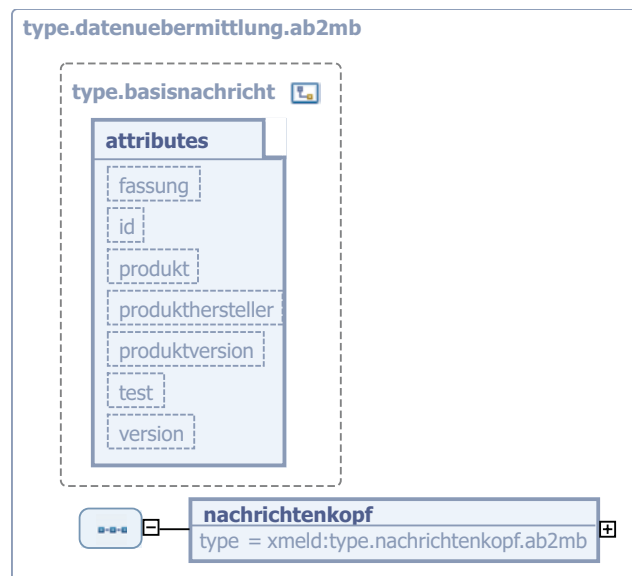 type.datenuebermittlung.ab2mb
type.basisnachricht
attributes
fassung
id
produkt
produkthersteller
produktversion
test
version
nachrichtenkopf
type = xmeld:type.nachrichtenkopf.ab2mb